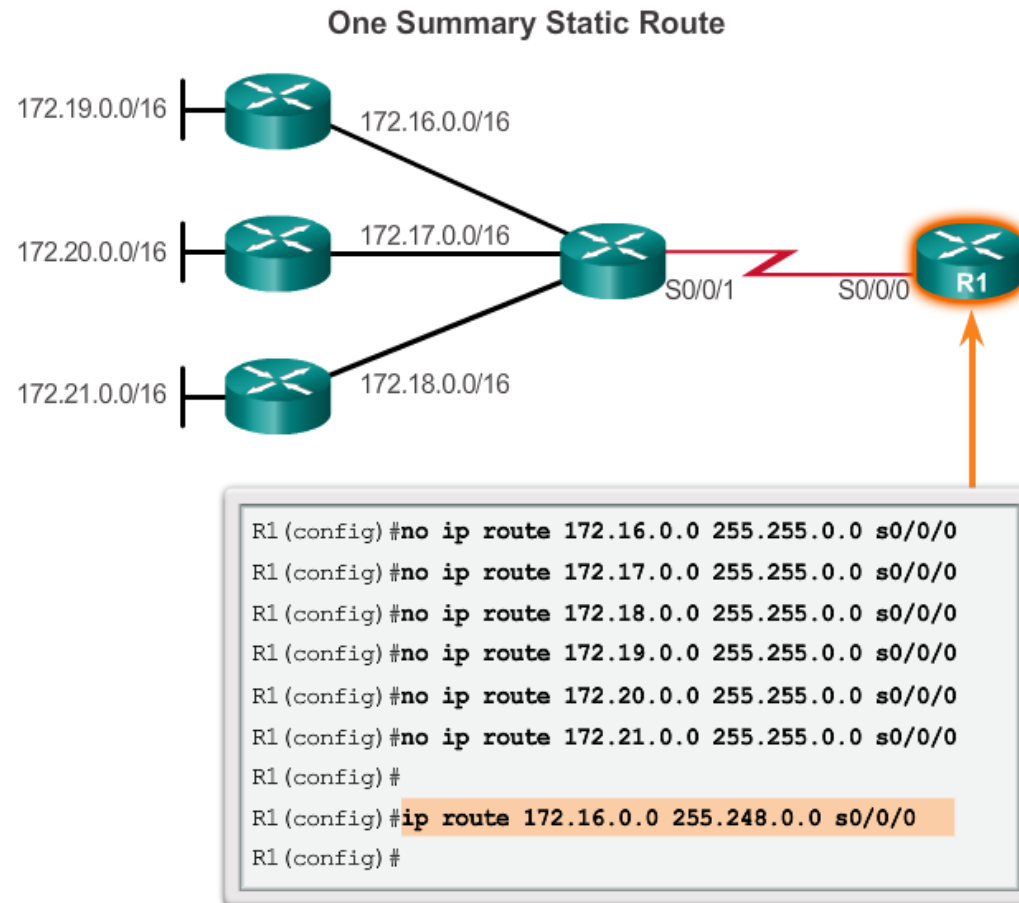 One Summary Static Route
172.19.0.0/16
172.16.0.0/16
172.20.0.0/16
172.17.0.0/16
S0/0/1
S0/0/0
R1
172.21.0.0/16
172.18.0.0/16
R1(config)#no ip route 172.16.0.0 255.255.0.0 s0/0/0
R1(config)#no ip route 172.17.0.0 255.255.0.0 s0/0/0
R1(config)#no ip route 172.18.0.0 255.255.0.0 s0/0/0
R1(config)#no ip route 172.19.0.0 255.255.0.0 s0/0/0
R1(config)#no ip route 172.20.0.0 255.255.0.0 s0/0/0
R1(config)#no ip route 172.21.0.0 255.255.0.0 s0/0/0
R1(config)#
R1(config)#ip route 172.16.0.0 255.248.0.0 s0/0/0
R1(config)#